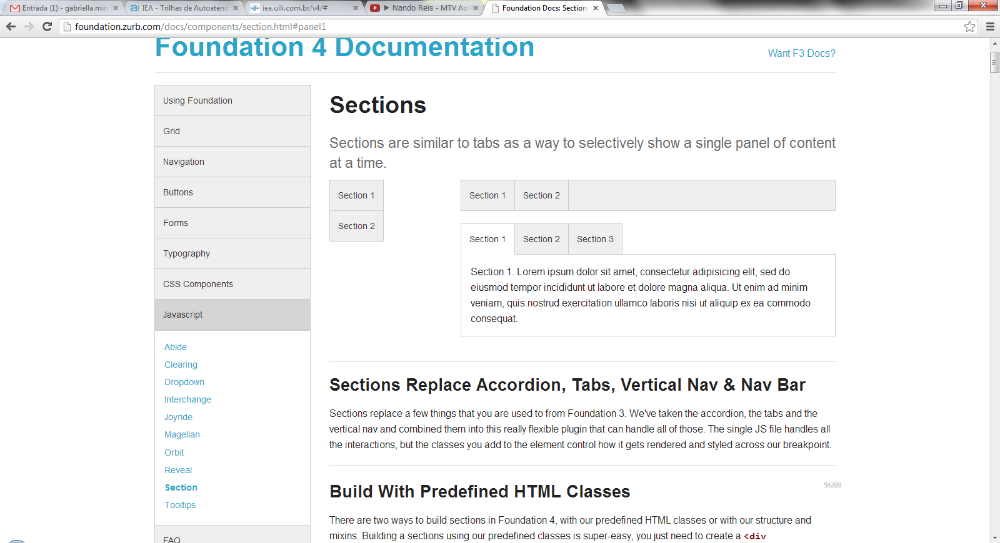 Entrada (1) - gabriella.mira
IEA - Trilhas de Autoatend
iea.uili.com.br/v4/#
▶ Nando Reis - MTV Ao
Foundation Docs: Section
foundation.zurb.com/docs/components/section.html#panel1
Foundation 4 Documentation
Want F3 Docs?
Using Foundation
Grid
Navigation
Buttons
Forms
Typography
CSS Components
Javascript
Abide
Clearing
Dropdown
Interchange
Joyride
Magellan
Orbit
Reveal
Section
Tooltips
FAQ
Sections
Sections are similar to tabs as a way to selectively show a single panel of content
at a time.
Section 1
Section 2
Section 1 Section 2
Section 1 Section 2 Section 3
Section 1. Lorem ipsum dolor sit amet, consectetur adipisicing elit, sed do
eiusmod tempor incididunt ut labore et dolore magna aliqua. Ut enim ad minim
veniam, quis nostrud exercitation ullamco laboris nisi ut aliquip ex ea commodo
consequat.
Sections Replace Accordion, Tabs, Vertical Nav & Nav Bar
Sections replace a few things that you are used to from Foundation 3. We've taken the accordion, the tabs and the
vertical nav and combined them into this really flexible plugin that can handle all of those. The single JS file handles all
the interactions, but the classes you add to the element control how it gets rendered and styled across our breakpoint.
Build With Predefined HTML Classes
There are two ways to build sections in Foundation 4, with our predefined HTML classes or with our structure and
mixins. Building a sections using our predefined classes is super-easy, you just need to create a <div